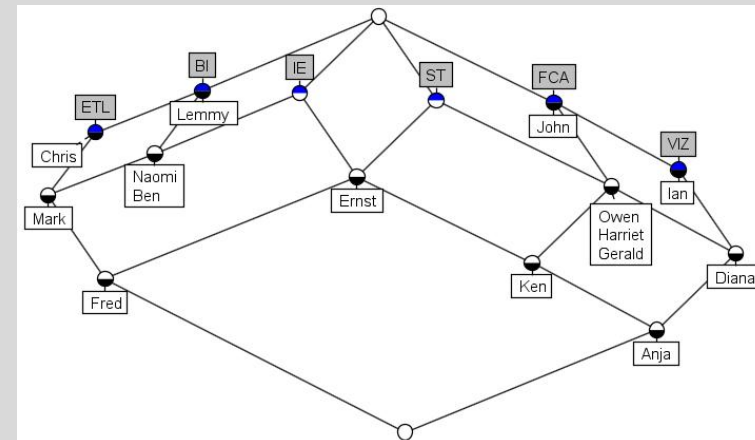 BI
IE
ST
FCA
ETL
Lemmy
John
VIZ
Chris
Naomi
Ben
Ian
Mark
Ernst
Owen
Harriet
Gerald
Fred
Ken
Diana
Anja